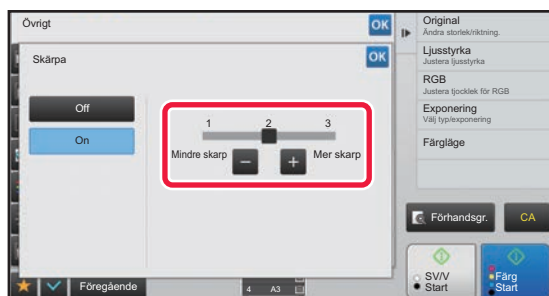 Övrigt
OK
Skärpa
OK
Off
On
1 2 3
Mindre skarp
Mer skarp
Föregående
4 A3
Original
Ändra storlek/riktning.
Ljusstyrka
Justera ljusstyrka
RGB
Justera tjocklek för RGB
Exponering
Välj typ/exponering
Färgläge
Förhandsgr.
CA
SV/V
Start
Färg
Start